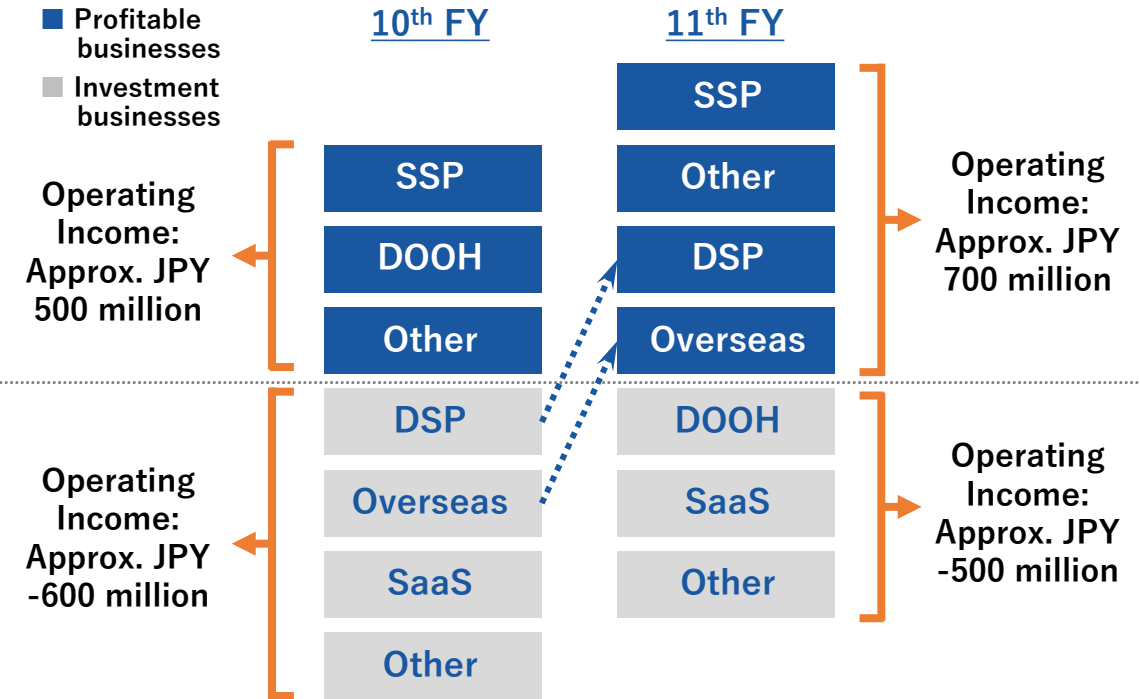 Profitable
businesses
Investment
businesses
10th FY
11th FY
Operating
Income:
Approx. JPY
500 million
SSP
DOOH
Other
SSP
Other
DSP
Overseas
Operating
Income:
Approx. JPY
700 million
Operating
Income:
Approx. JPY
-600 million
DSP
Overseas
SaaS
Other
DOOH
SaaS
Other
Operating
Income:
Approx. JPY
-500 million